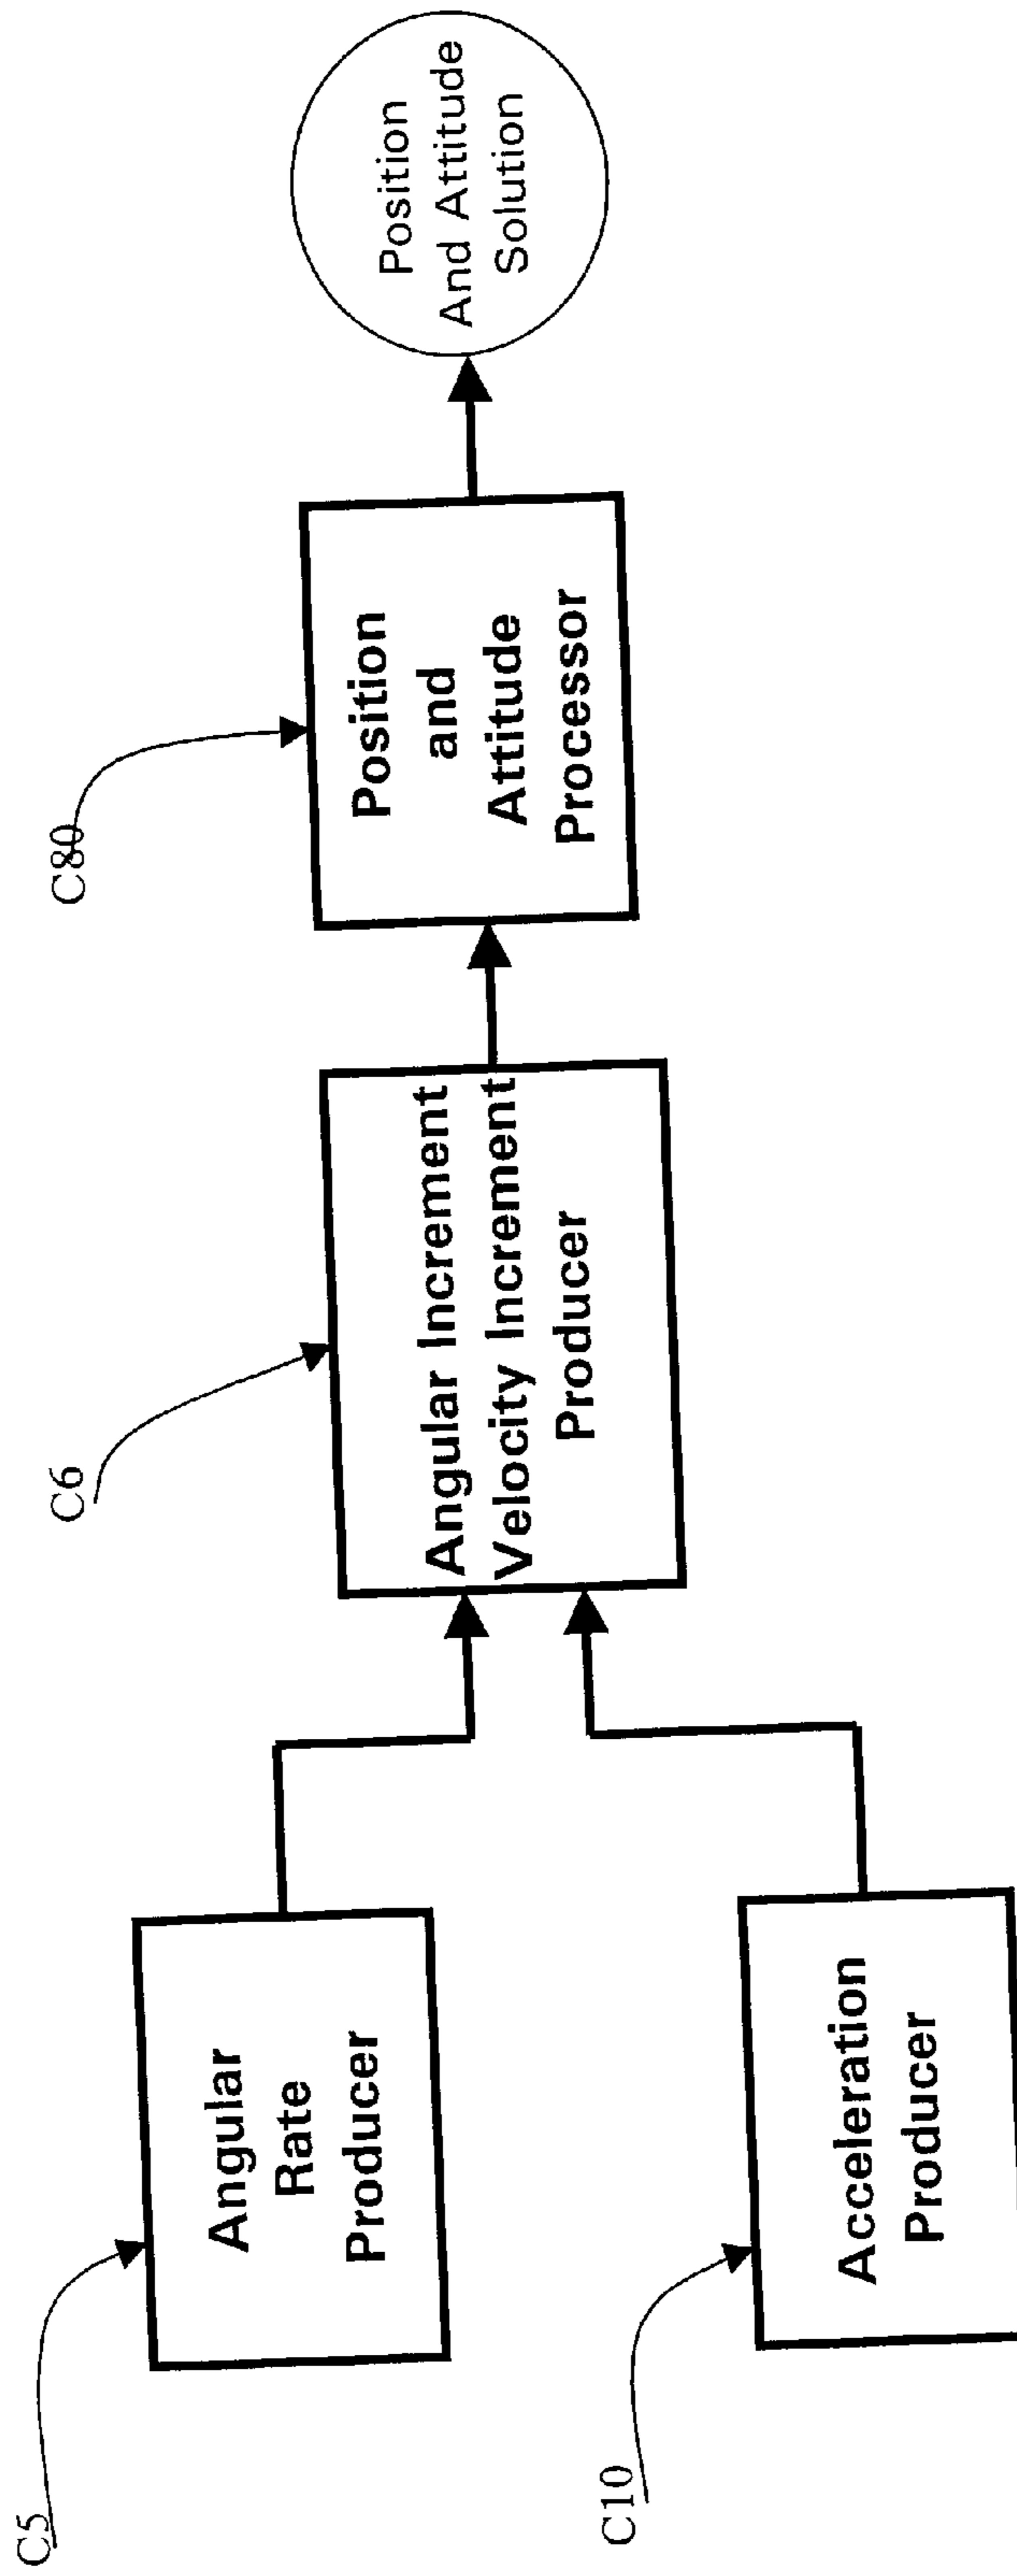 C5
Angular
Rate
Producer
C10
Acceleration
Producer
C6
Angular Increment
Velocity Increment
Producer
C80
Position
and
Attitude
Processor
Position
And Attitude
Solution